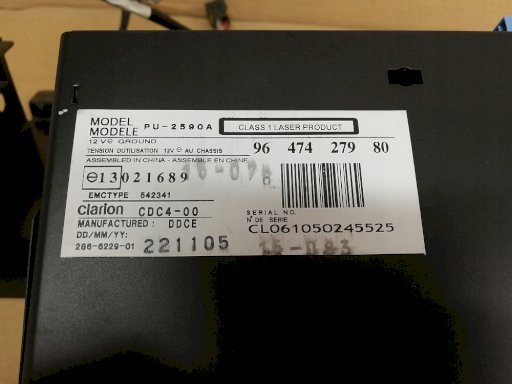 MODEL
MODELE PU-2590A CLASS 1 LASER PRODUCT
12 V⊖ GROUND
TENSION DUTILISATION 12V ⊖ AU CHASSIS 96 474 279 80
ASSEMBLED IN CHINA - ASSEMBLE EN CHINE
e13 021689
EMCTYPE 542341
clarion CDC4-00
SERIAL NO.
N° DE SERIE
MANUFACTURED : DDCE CL061050245525
DD/MM/YY:
286-6229-01 221105